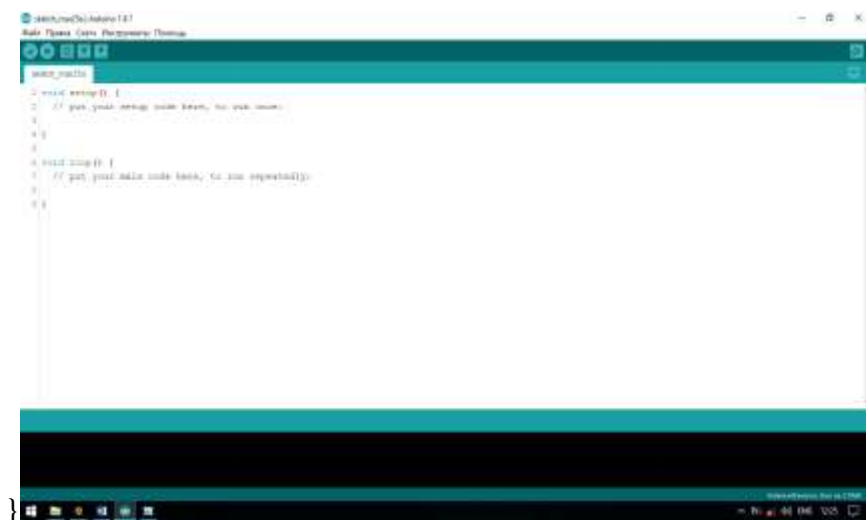 Arduino 1.8.7
Файл Правка Скетч Инструменты Помощь
1 void setup() {
2 // put your setup code here, to run once:
3
4 }
5
6 void loop() {
7 // put your main code here, to run repeatedly:
8
9 }
}